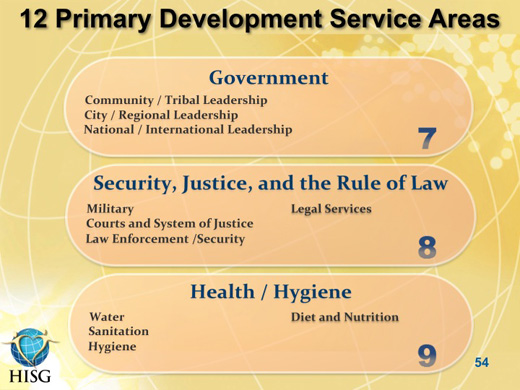 12 Primary Development Service Areas
Government
Community / Tribal Leadership
City / Regional Leadership
National / International Leadership
7
Security, Justice, and the Rule of Law
Military
Legal Services
Courts and System of Justice
Law Enforcement /Security
8
Health / Hygiene
Water
Diet and Nutrition
Sanitation
Hygiene
9
54
HISG